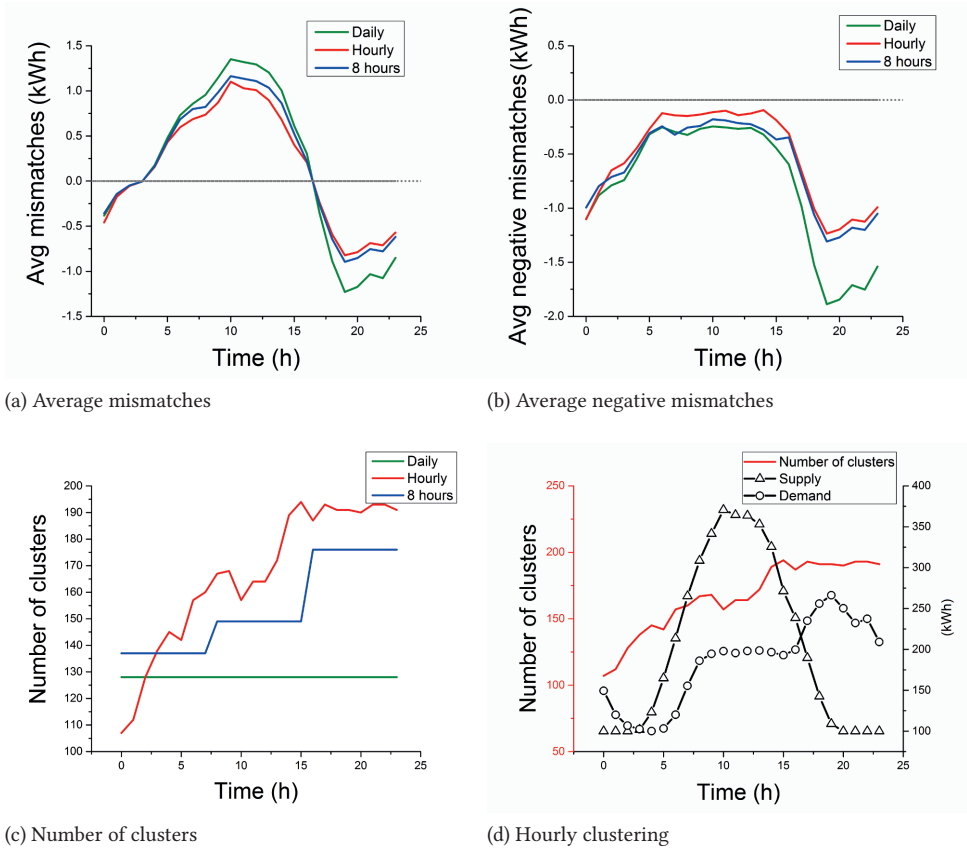 Avg mismatches (kWh)
1.5
1.0
0.5
0.0
-0.5
-1.0
-1.5
0
5
10
15
20
25
Time (h)
Daily
Hourly
8 hours
(a) Average mismatches
Avg negative mismatches (kWh)
0.0
-0.5
-1.0
-1.5
-2.0
0
5
10
15
20
25
Time (h)
Daily
Hourly
8 hours
(b) Average negative mismatches
Number of clusters
200
190
180
170
160
150
140
130
120
110
100
0
5
10
15
20
25
Time (h)
Daily
Hourly
8 hours
(c) Number of clusters
Number of clusters
250
200
150
100
50
0
5
10
15
20
25
Time (h)
Number of clusters
Supply
Demand
400
350
300
250
200
150
100
(kWh)
(d) Hourly clustering